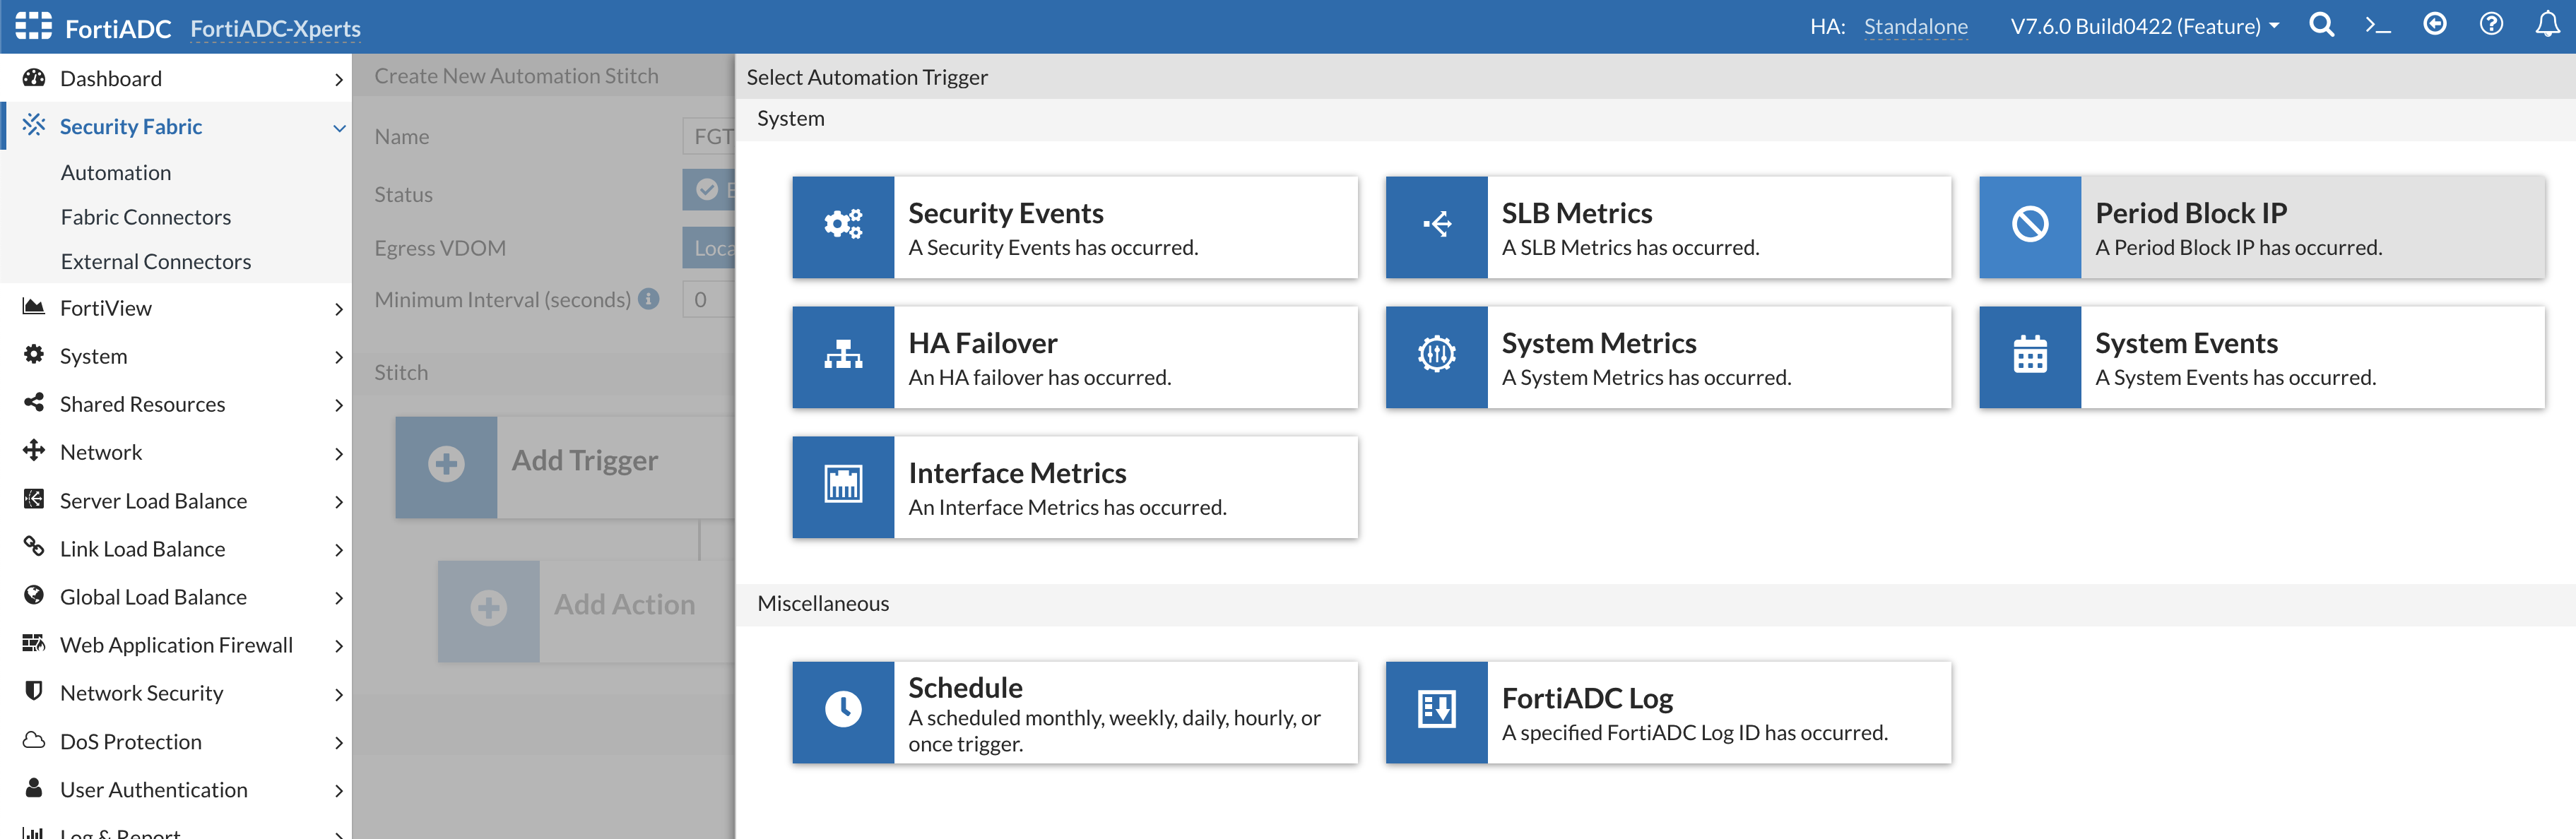 FortiADC FortiADC-Xperts HA: Standalone V7.6.0 Build0422 (Feature)
Dashboard
Security Fabric
Automation
Fabric Connectors
External Connectors
FortiView
System
Shared Resources
Network
Server Load Balance
Link Load Balance
Global Load Balance
Web Application Firewall
Network Security
DoS Protection
User Authentication
Log & Report
Create New Automation Stitch
Name FGT
Status E
Egress VDOM Loca
Minimum Interval (seconds) 0
Stitch
Add Trigger
Add Action
Select Automation Trigger
System
Security Events
A Security Events has occurred.
SLB Metrics
A SLB Metrics has occurred.
Period Block IP
A Period Block IP has occurred.
HA Failover
An HA failover has occurred.
System Metrics
A System Metrics has occurred.
System Events
A System Events has occurred.
Interface Metrics
An Interface Metrics has occurred.
Miscellaneous
Schedule
A scheduled monthly, weekly, daily, hourly, or
once trigger.
FortiADC Log
A specified FortiADC Log ID has occurred.